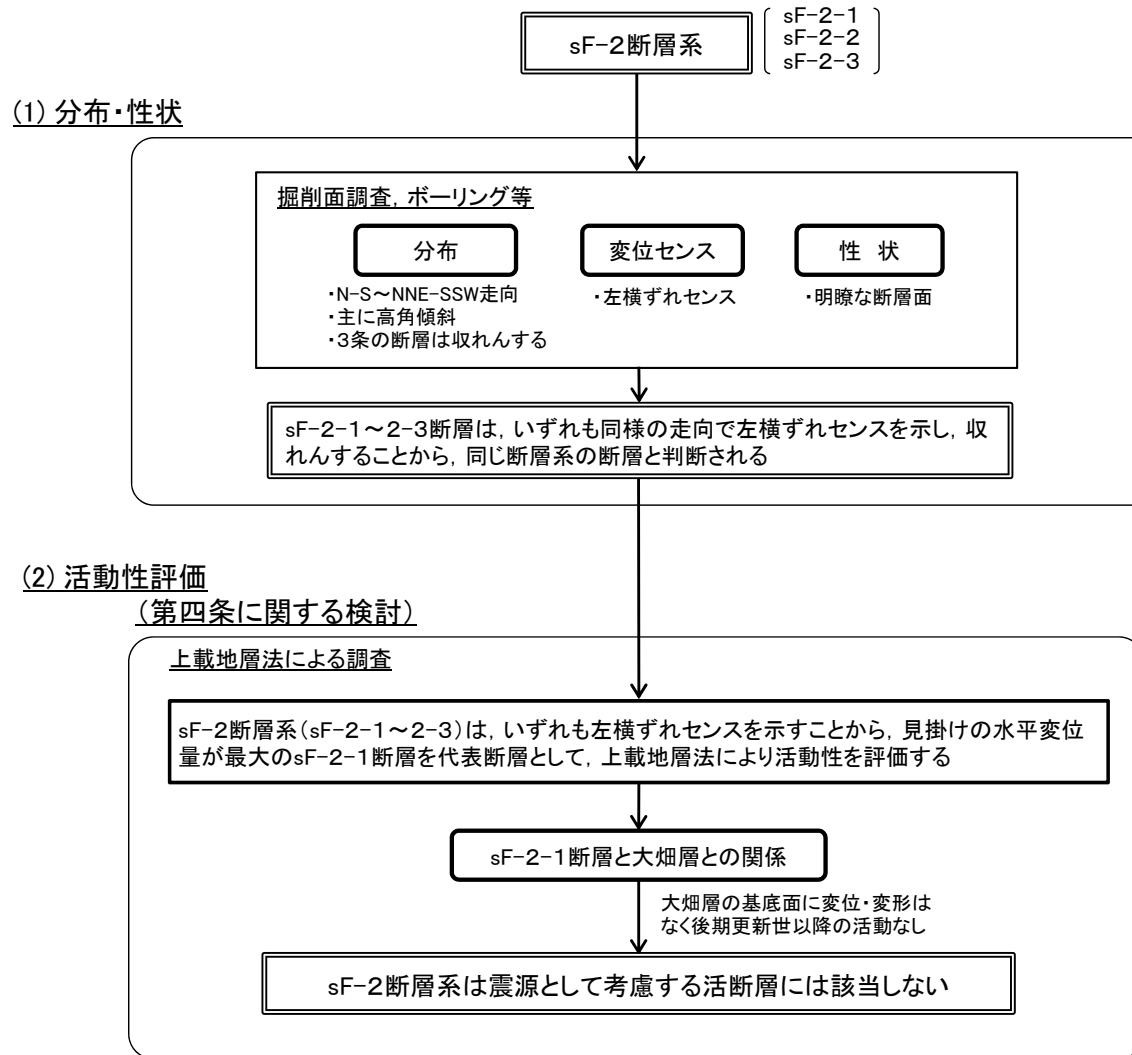 sF-2断層系
sF-2-1
sF-2-2
sF-2-3
(1) 分布・性状
掘削面調査, ボーリング等
分布
・N-S～NNE-SSW走向
・主に高角傾斜
・3条の断層は収れんする
変位センス
・左横ずれセンス
性 状
・明瞭な断層面
sF-2-1～2-3断層は, いずれも同様の走向で左横ずれセンスを示し, 収
れんすることから, 同じ断層系の断層と判断される
(2) 活動性評価
(第四条に関する検討)
上載地層法による調査
sF-2断層系(sF-2-1～2-3)は, いずれも左横ずれセンスを示すことから, 見掛けの水平変位
量が最大のsF-2-1断層を代表断層として, 上載地層法により活動性を評価する
sF-2-1断層と大畑層との関係
大畑層の基底面に変位・変形は
なく後期更新世以降の活動なし
sF-2断層系は震源として考慮する活断層には該当しない